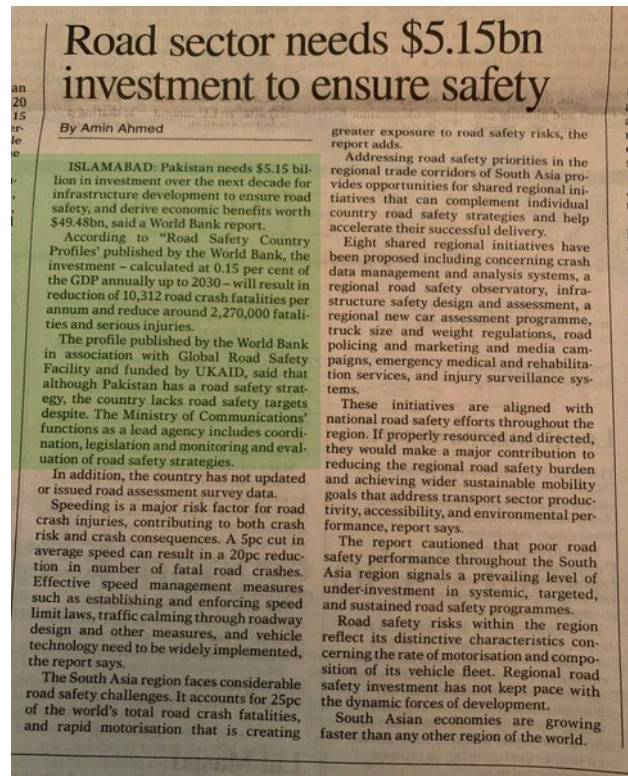 an
20
15
er-
le
e
Road sector needs $5.15bn
investment to ensure safety
By Amin Ahmed
ISLAMABAD: Pakistan needs $5.15 bil-
lion in investment over the next decade for
infrastructure development to ensure road
safety, and derive economic benefits worth
$49.48bn, said a World Bank report.
According to "Road Safety Country
Profiles' published by the World Bank, the
investment – calculated at 0.15 per cent of
the GDP annually up to 2030 – will result in
reduction of 10,312 road crash fatalities per
annum and reduce around 2,270,000 fatali-
ties and serious injuries.
The profile published by the World Bank
in association with Global Road Safety
Facility and funded by UKAID, said that
although Pakistan has a road safety strat-
egy, the country lacks road safety targets
despite. The Ministry of Communications'
functions as a lead agency includes coordi-
nation, legislation and monitoring and eval-
uation of road safety strategies.
In addition, the country has not updated
or issued road assessment survey data.
Speeding is a major risk factor for road
crash injuries, contributing to both crash
risk and crash consequences. A 5pc cut in
average speed can result in a 20pc reduc-
tion in number of fatal road crashes.
Effective speed management measures
such as establishing and enforcing speed
limit laws, traffic calming through roadway
design and other measures, and vehicle
technology need to be widely implemented,
the report says.
The South Asia region faces considerable
road safety challenges. It accounts for 25pc
of the world's total road crash fatalities,
and rapid motorisation that is creating
greater exposure to road safety risks, the
report adds.
Addressing road safety priorities in the
regional trade corridors of South Asia pro-
vides opportunities for shared regional ini-
tiatives that can complement individual
country road safety strategies and help
accelerate their successful delivery.
Eight shared regional initiatives have
been proposed including concerning crash
data management and analysis systems, a
regional road safety observatory, infra-
structure safety design and assessment, a
regional new car assessment programme,
truck size and weight regulations, road
policing and marketing and media cam-
paigns, emergency medical and rehabilita-
tion services, and injury surveillance sys-
tems.
These initiatives are aligned with
national road safety efforts throughout the
region. If properly resourced and directed,
they would make a major contribution to
reducing the regional road safety burden
and achieving wider sustainable mobility
goals that address transport sector produc-
tivity, accessibility, and environmental per-
formance, report says.
The report cautioned that poor road
safety performance throughout the South
Asia region signals a prevailing level of
under-investment in systemic, targeted,
and sustained road safety programmes.
Road safety risks within the region
reflect its distinctive characteristics con-
cerning the rate of motorisation and compo-
sition of its vehicle fleet. Regional road
safety investment has not kept pace with
the dynamic forces of development.
South Asian economies are growing
faster than any other region of the world.